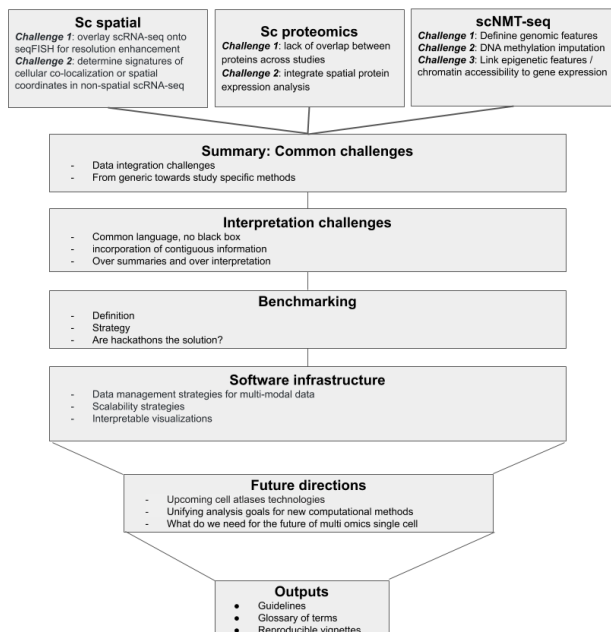 Sc spatial
Challenge 1: overlay scRNA-seq onto
seqFISH for resolution enhancement
Challenge 2: determine signatures of
cellular co-localization or spatial
coordinates in non-spatial scRNA-seq
Sc proteomics
Challenge 1: lack of overlap between
proteins across studies
Challenge 2: integrate spatial protein
expression analysis
scNMT-seq
Challenge 1: Definine genomic features
Challenge 2: DNA methylation imputation
Challenge 3: Link epigenetic features /
chromatin accessibility to gene expression
Summary: Common challenges
- Data integration challenges
- From generic towards study specific methods
Interpretation challenges
- Common language, no black box
- incorporation of contiguous information
- Over summaries and over interpretation
Benchmarking
- Definition
- Strategy
- Are hackathons the solution?
Software infrastructure
- Data management strategies for multi-modal data
- Scalability strategies
- Interpretable visualizations
Future directions
- Upcoming cell atlases technologies
- Unifying analysis goals for new computational methods
- What do we need for the future of multi omics single cell
Outputs
● Guidelines
● Glossary of terms
● Reproducible vignettes